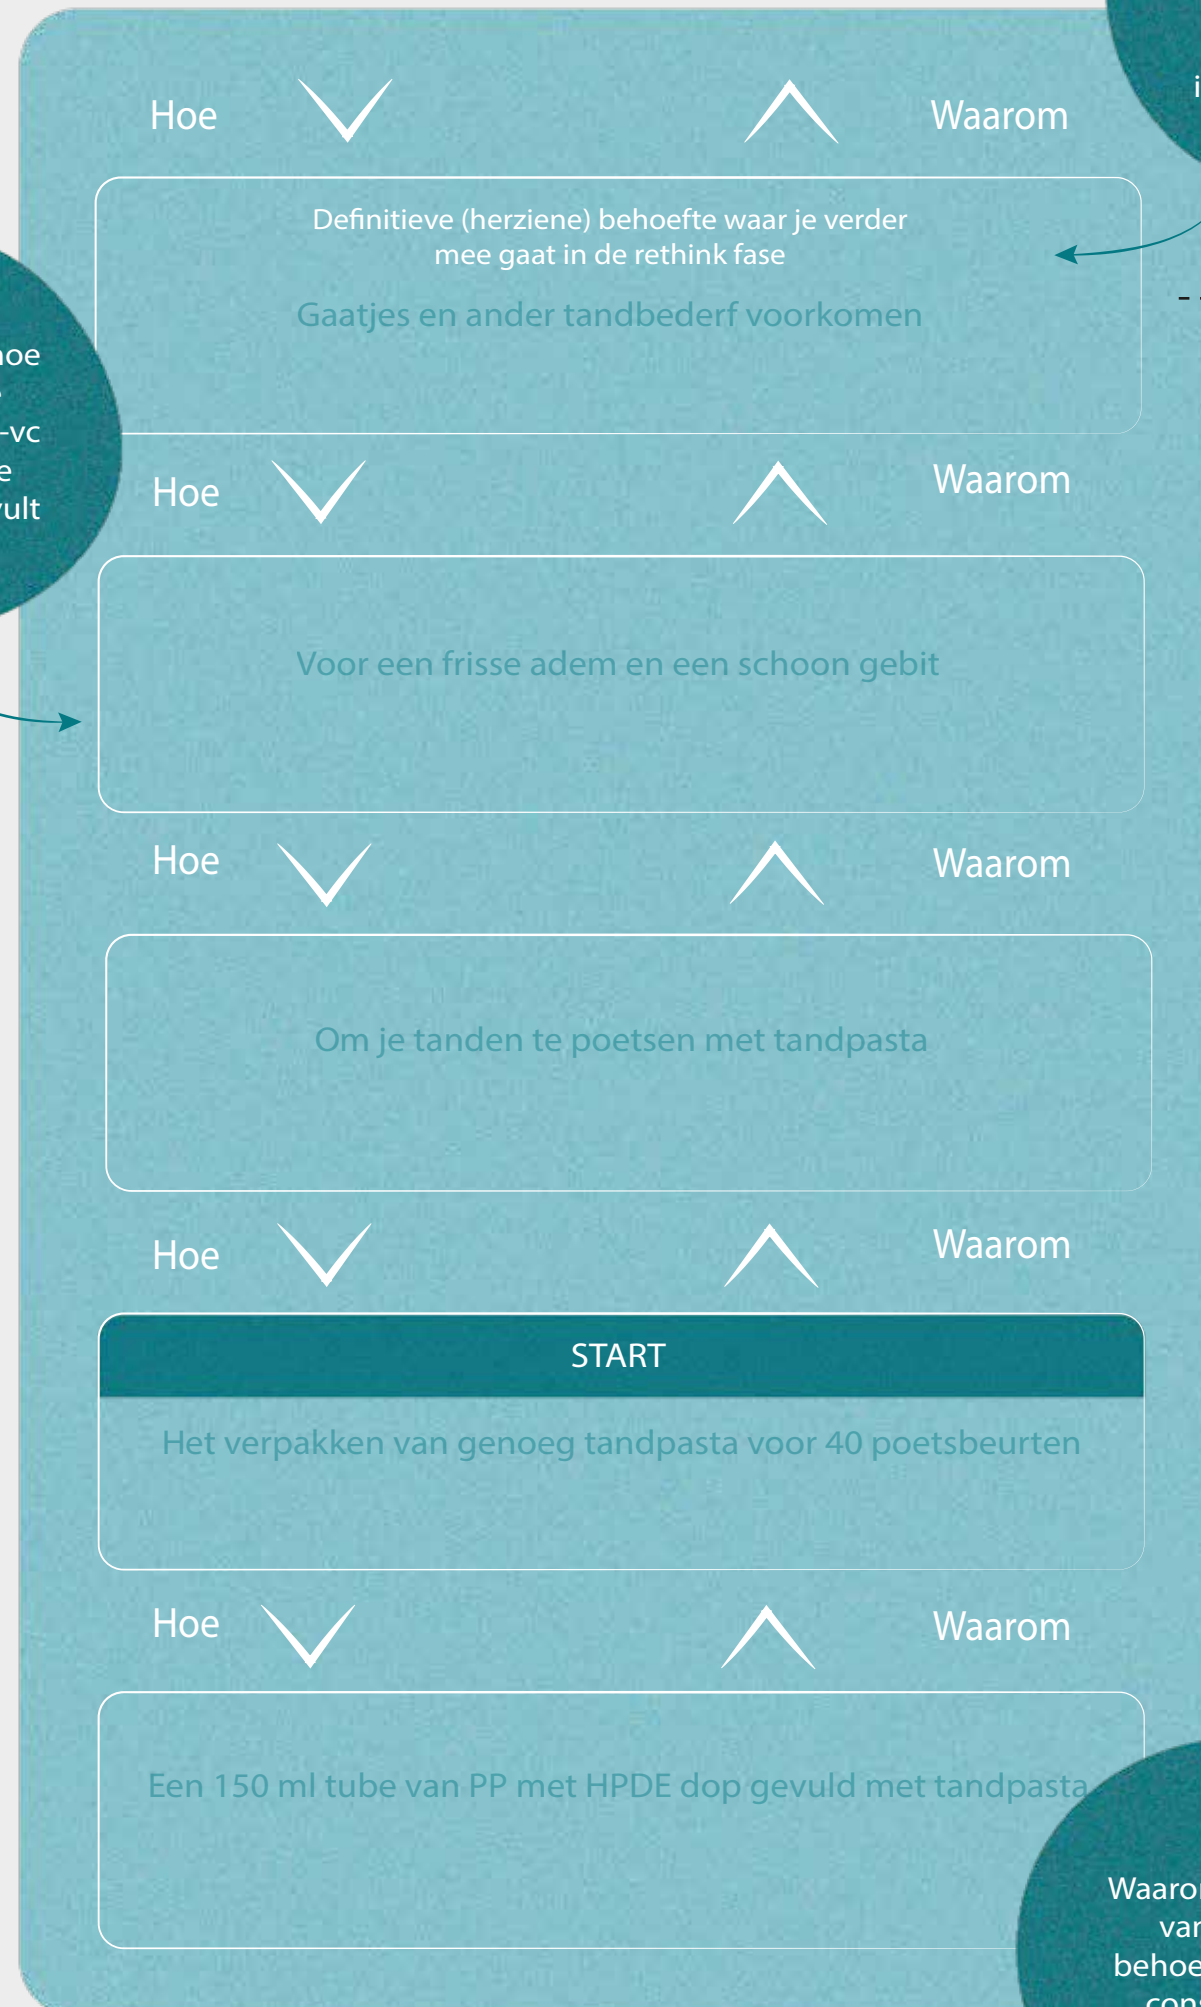 Hoe
Waarom
Definitieve (herziene) behoefte waar je verder
mee gaat in de rethink fase
Gaatjes en ander tandbederf voorkomen
-vc
Hoe
Waarom
Voor een frisse adem en een schoon gebit
Hoe
Waarom
Om je tanden te poetsen met tandpasta
Hoe
Waarom
START
Het verpakken van genoeg tandpasta voor 40 poetsbeurten
Hoe
Waarom
Een 150 ml tube van PP met HPDE dop gevuld met tandpasta